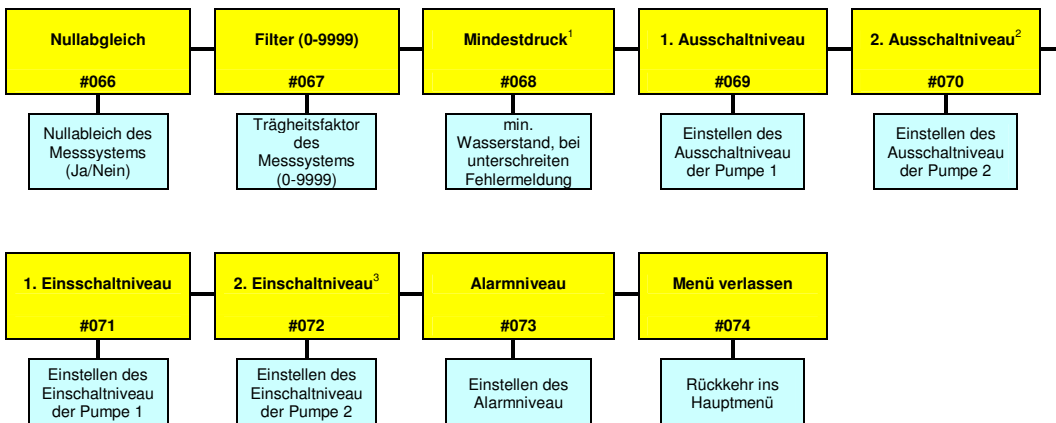 Nullabgleich
#066
Filter (0-9999)
#067
Mindestdruck¹
#068
1. Ausschaltniveau
#069
2. Ausschaltniveau²
#070
Nullableich des
Messsystems
(Ja/Nein)
Trägheitsfaktor
des
Messsystems
(0-9999)
min.
Wasserstand, bei
unterschreiten
Fehlermeldung
Einstellen des
Ausschaltniveau
der Pumpe 1
Einstellen des
Ausschaltniveau
der Pumpe 2
1. Einsschaltniveau
#071
2. Einschaltniveau³
#072
Alarmniveau
#073
Menü verlassen
#074
Einstellen des
Einschaltniveau
der Pumpe 1
Einstellen des
Einschaltniveau
der Pumpe 2
Einstellen des
Alarmniveau
Rückkehr ins
Hauptmenü